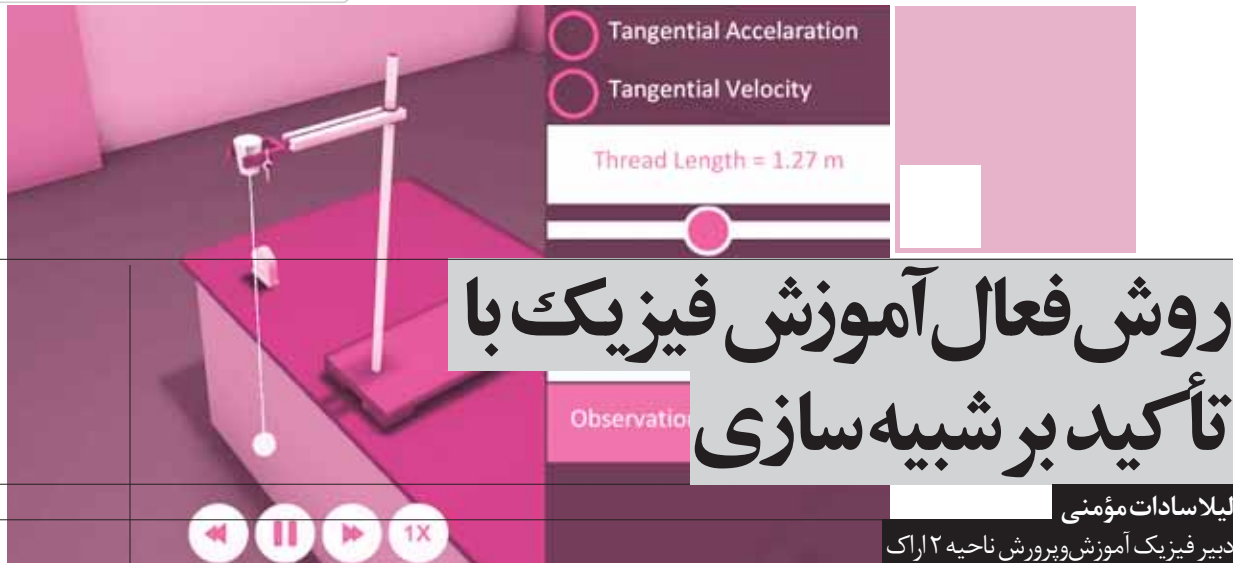 Tangential Accelaration
Tangential Velocity
Thread Length = 1.27 m
روش فعال آموزش فیزیک با
تأکید بر شبیه‌سازی
Observation
1X
لیلا سادات مؤمنی
دبیر فیزیک آموزش‌وپرورش ناحیه ۲ اراک